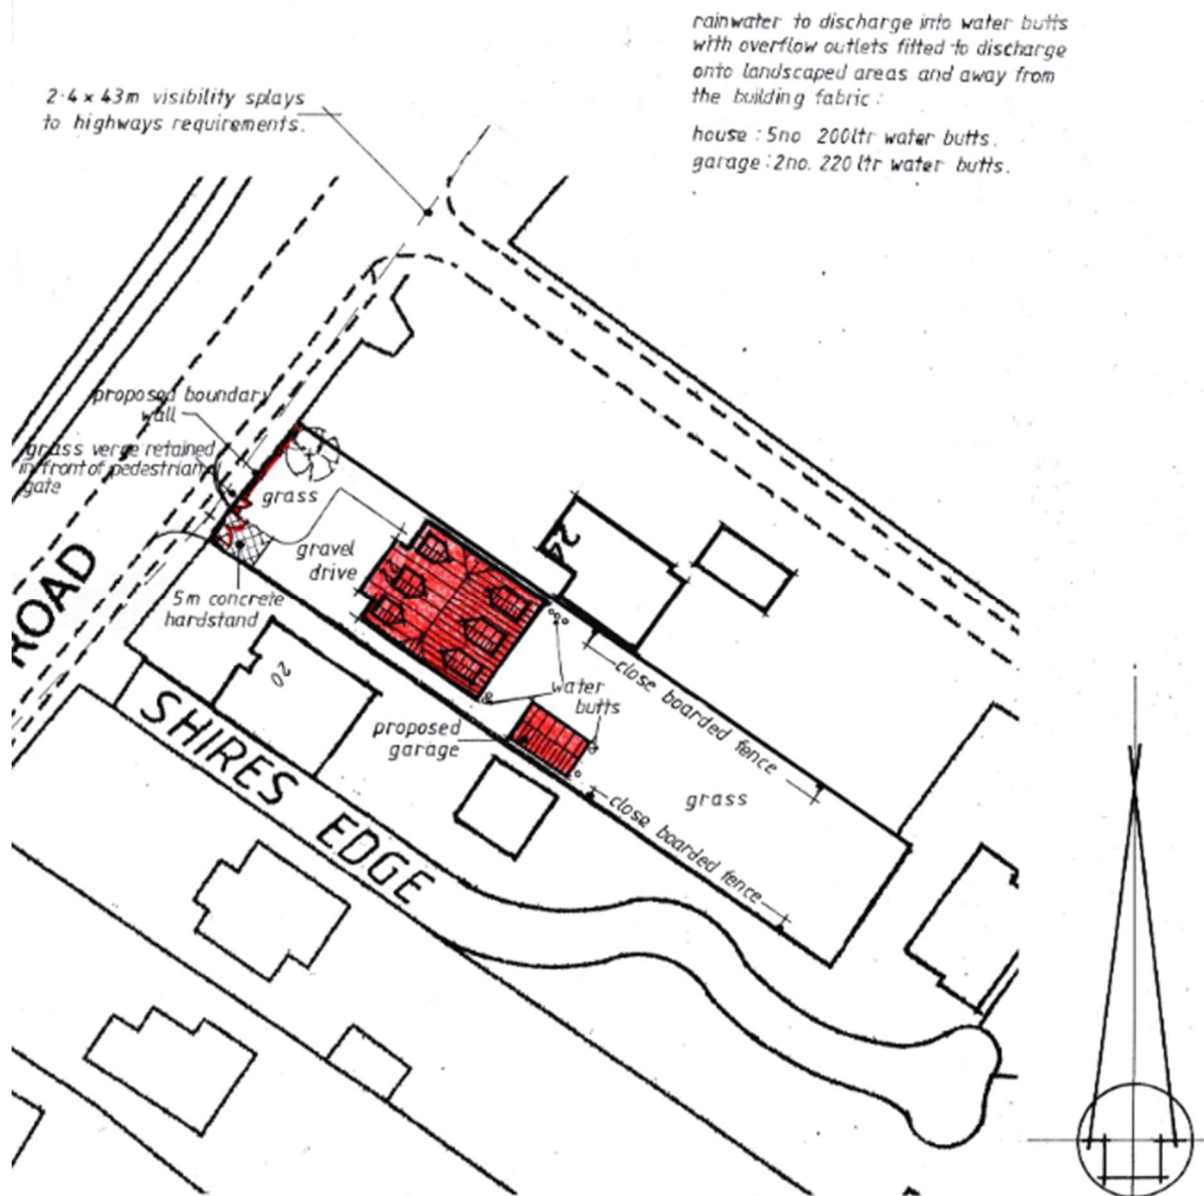 rainwater to discharge into water butts
with overflow outlets fitted to discharge
onto landscaped areas and away from
the building fabric :
house : 5no 200ltr water butts.
garage : 2no. 220 ltr water butts.
2·4 x 43m visibility splays
to highways requirements.
proposed boundary
wall
grass verge retained
in front of pedestrian
gate
grass
gravel
drive
5m concrete
hardstand
ROAD
24
20
water
butts
close boarded fence
proposed
garage
grass
close boarded fence
SHIRES EDGE